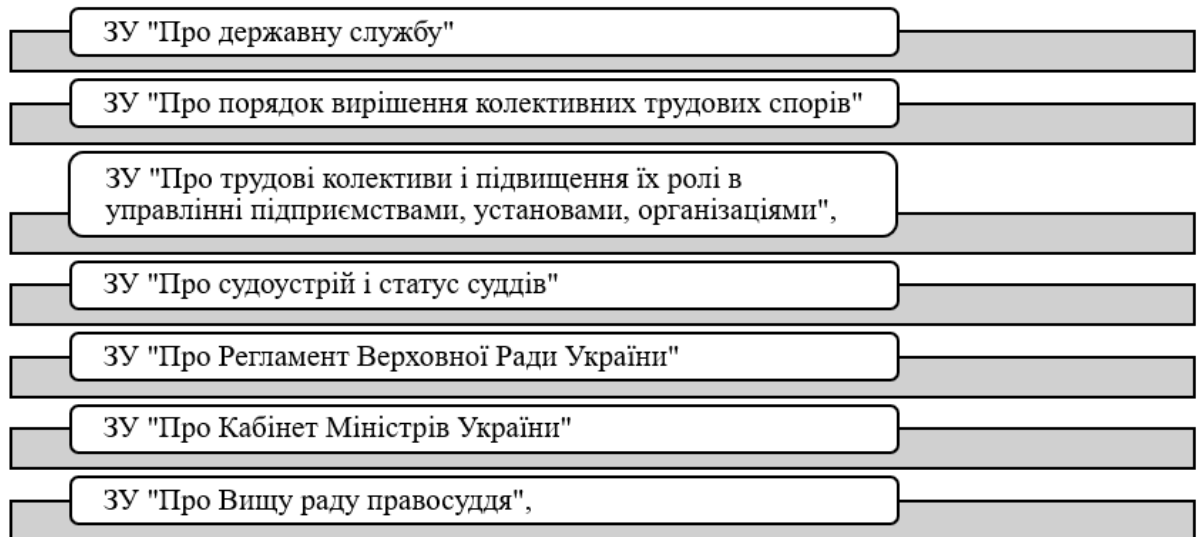 ЗУ "Про державну службу"
ЗУ "Про порядок вирішення колективних трудових спорів"
ЗУ "Про трудові колективи і підвищення їх ролі в
управлінні підприємствами, установами, організаціями",
ЗУ "Про судоустрій і статус суддів"
ЗУ "Про Регламент Верховної Ради України"
ЗУ "Про Кабінет Міністрів України"
ЗУ "Про Вищу раду правосуддя",